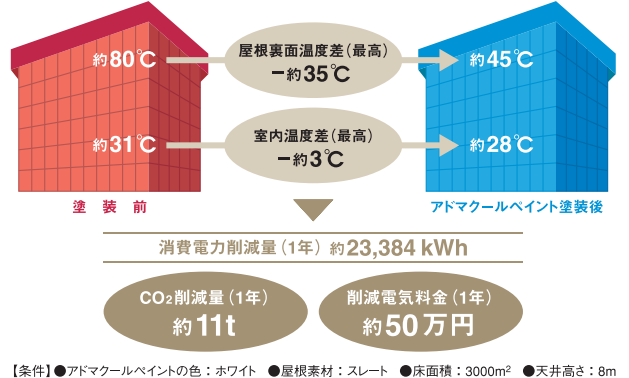 屋根裏面温度差(最高)
約80℃
−約35℃
約45℃
室内温度差(最高)
約31℃
−約3℃
約28℃
塗装前
アドマクールペイント塗装後
消費電力削減量(1年) 約23,384 kWh
CO₂削減量(1年)
約11t
削減電気料金(1年)
約50万円
【条件】●アドマクールペイントの色:ホワイト ●屋根素材:スレート ●床面積:3000m² ●天井高さ:8m